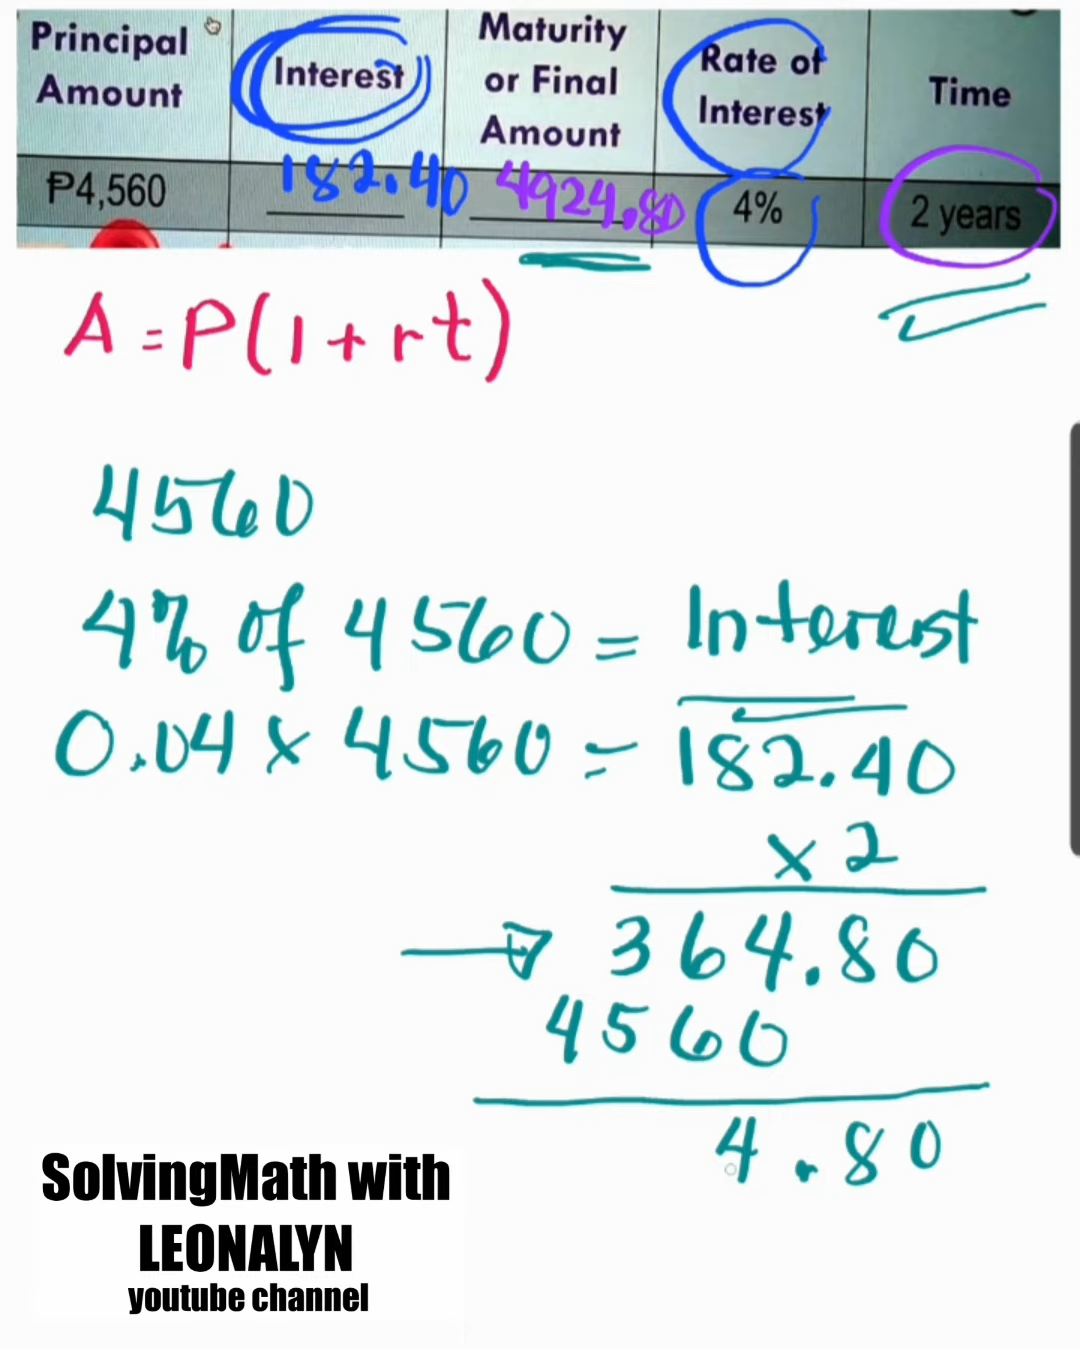 Principal Amount
Interest
Maturity or Final Amount
Rate of Interest
Time
₱4,560
182.40
4924.80
4%
2 years
A = P(1+rt)
4560
4% of 4560 = Interest
0.04 x 4560 = 182.40
x 2
364.80
4560
4.80
SolvingMath with
LEONALYN
youtube channel